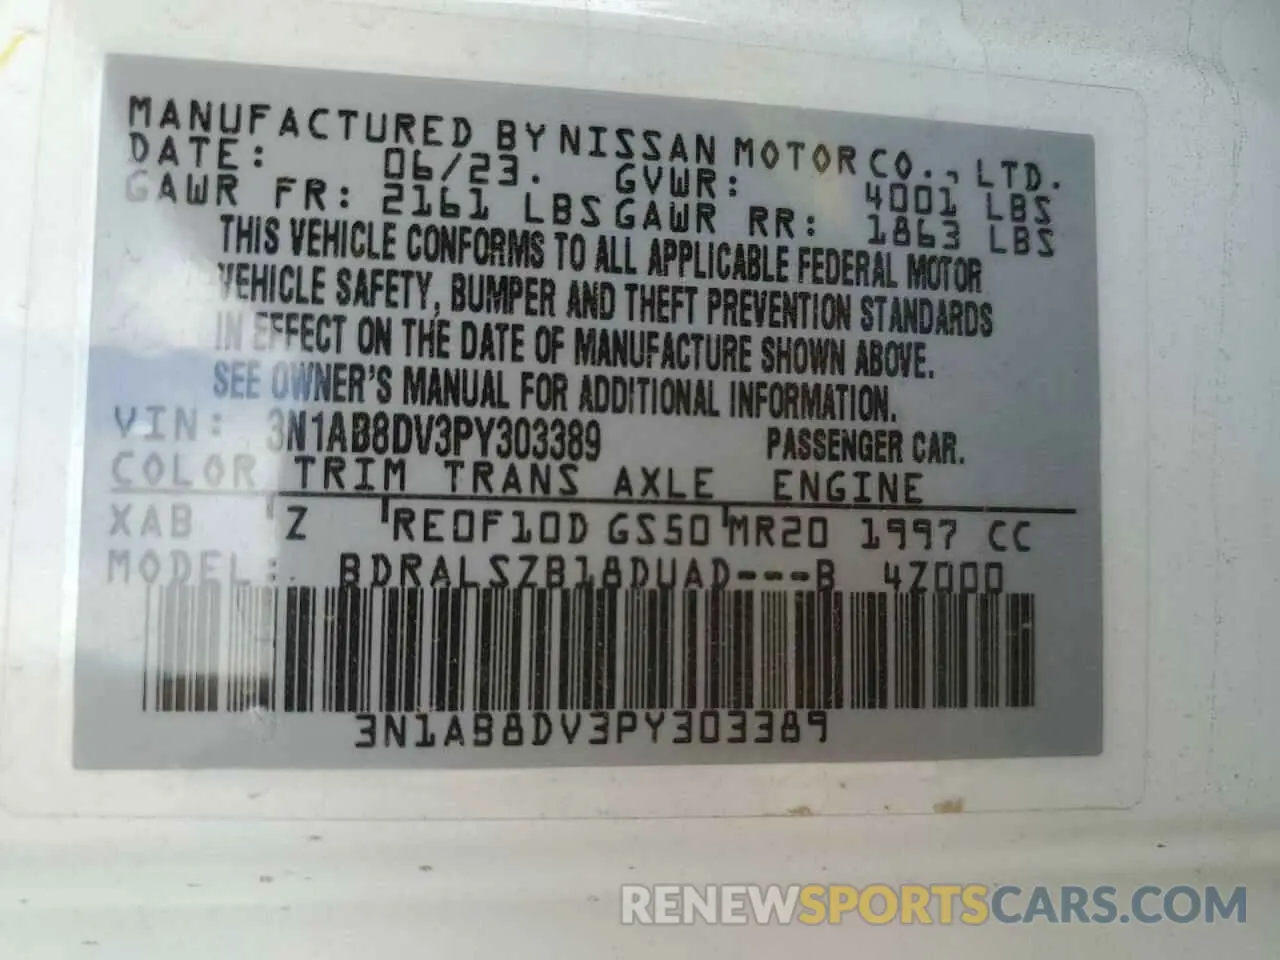 MANUFACTURED BY NISSAN MOTOR CO., LTD.
DATE: 06/23. GVWR: 4001 LBS
GAWR FR: 2161 LBS GAWR RR: 1863 LBS
THIS VEHICLE CONFORMS TO ALL APPLICABLE FEDERAL MOTOR
VEHICLE SAFETY, BUMPER AND THEFT PREVENTION STANDARDS
IN EFFECT ON THE DATE OF MANUFACTURE SHOWN ABOVE.
SEE OWNER'S MANUAL FOR ADDITIONAL INFORMATION.
VIN: 3N1AB8DV3PY303389 PASSENGER CAR.
COLOR TRIM TRANS AXLE ENGINE
XAB Z RE0F10D GS50 MR20 1997 CC
MODEL: BDRALSZB18DUAD---B 4Z000
3N1AB8DV3PY303389
RENEWSPORTSCARS.COM